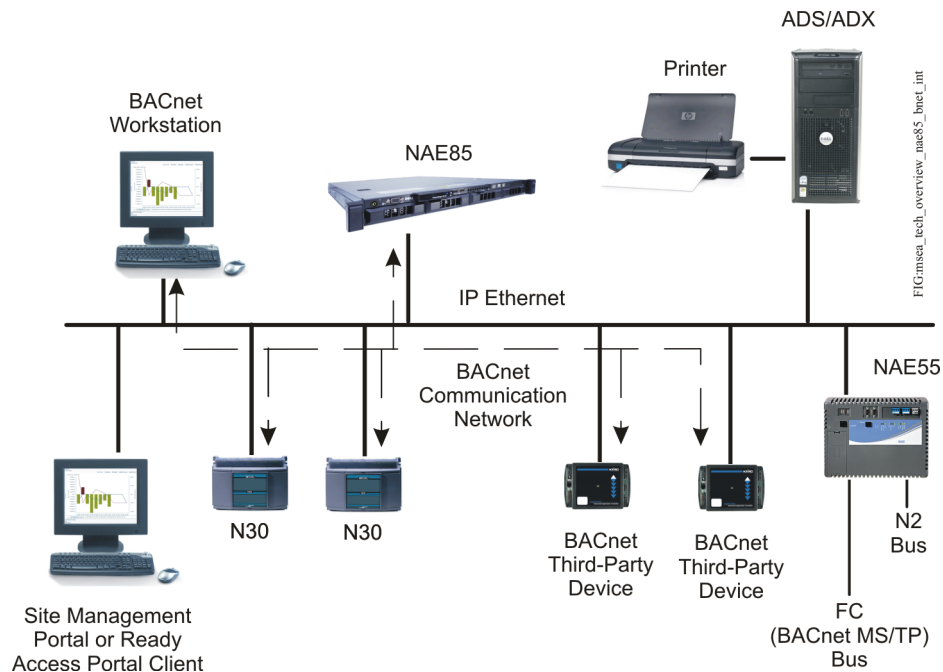 ADS/ADX
Printer
BACnet
Workstation
NAE85
FIG:msea_tech_overview_nae85_bnet_int
IP Ethernet
BACnet
Communication
Network
NAE55
N30
N30
BACnet
Third-Party
Device
BACnet
Third-Party
Device
N2
Bus
FC
(BACnet MS/TP)
Bus
Site Management
Portal or Ready
Access Portal Client